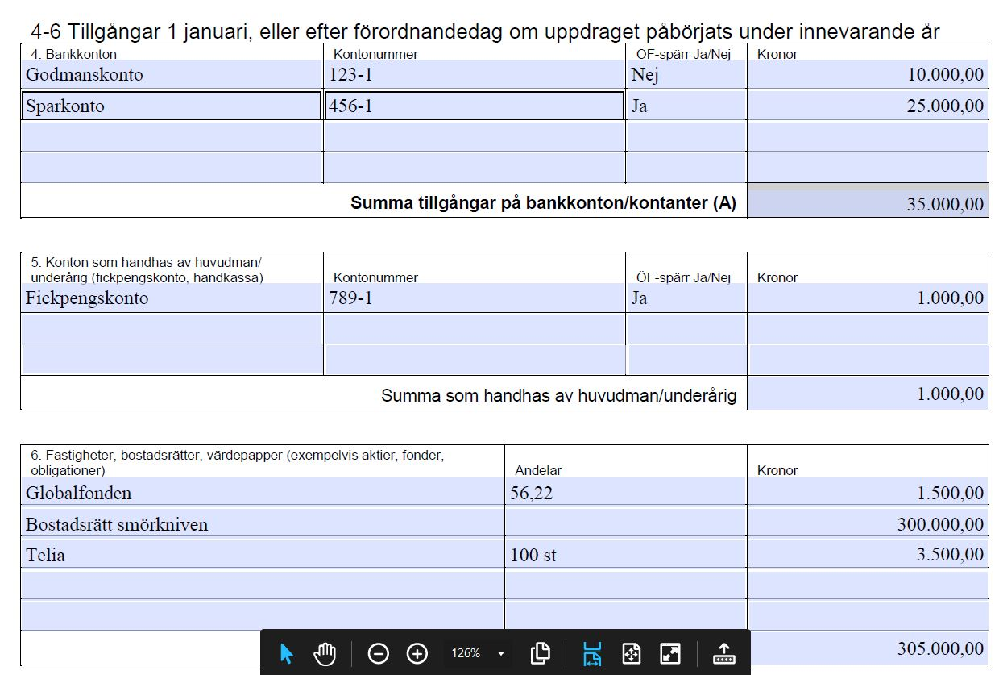 4-6 Tillgångar 1 januari, eller efter förordnandedag om uppdraget påbörjats under innevarande år
4. Bankkonton Kontonummer ÖF-spärr Ja/Nej Kronor
Godmanskonto 123-1 Nej 10.000,00
Sparkonto 456-1 Ja 25.000,00
Summa tillgångar på bankkonton/kontanter (A) 35.000,00
5. Konton som handhas av huvudman/
underårig (fickpengskonto, handkassa) Kontonummer ÖF-spärr Ja/Nej Kronor
Fickpengskonto 789-1 Ja 1.000,00
Summa som handhas av huvudman/underårig 1.000,00
6. Fastigheter, bostadsrätter, värdepapper (exempelvis aktier, fonder,
obligationer) Andelar Kronor
Globalfonden 56,22 1.500,00
Bostadsrätt smörkniven 300.000,00
Telia 100 st 3.500,00
126% 305.000,00